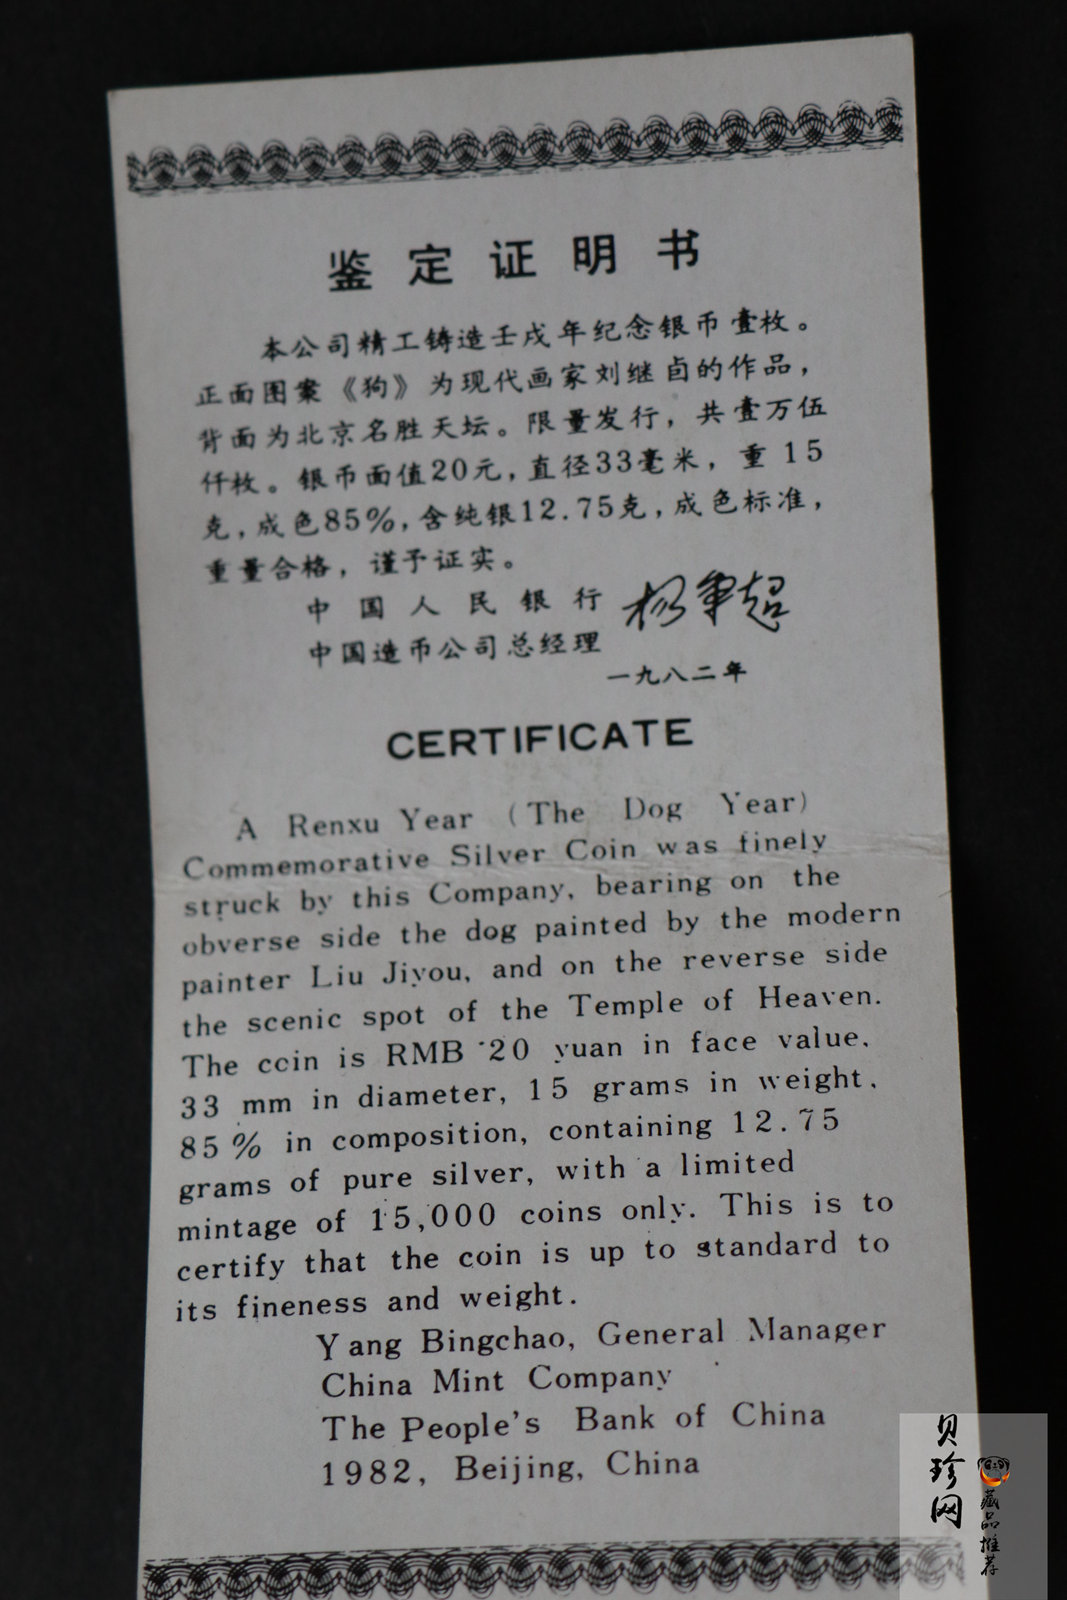 鉴定证明书
本公司精工铸造壬戌年纪念银币壹枚。
正面图案《狗》为现代画家刘继卣的作品，
背面为北京名胜天坛。限量发行，共壹万伍
仟枚。银币面值20元，直径33毫米，重15
克，成色85%，含纯银12.75克，成色标准，
重量合格，谨予证实。
中国人民银行
中国造币公司总经理
杨秉超
一九八二年
CERTIFICATE
A Renxu Year (The Dog Year)
Commemorative Silver Coin was finely
struck by this Company, bearing on the
obverse side the dog painted by the modern
painter Liu Jiyou, and on the reverse side
the scenic spot of the Temple of Heaven.
The coin is RMB 20 yuan in face value,
33 mm in diameter, 15 grams in weight,
85% in composition, containing 12.75
grams of pure silver, with a limited
mintage of 15,000 coins only. This is to
certify that the coin is up to standard to
its fineness and weight.
Yang Bingchao, General Manager
China Mint Company
The People's Bank of China
1982, Beijing, China
贝珍网
藏品推荐